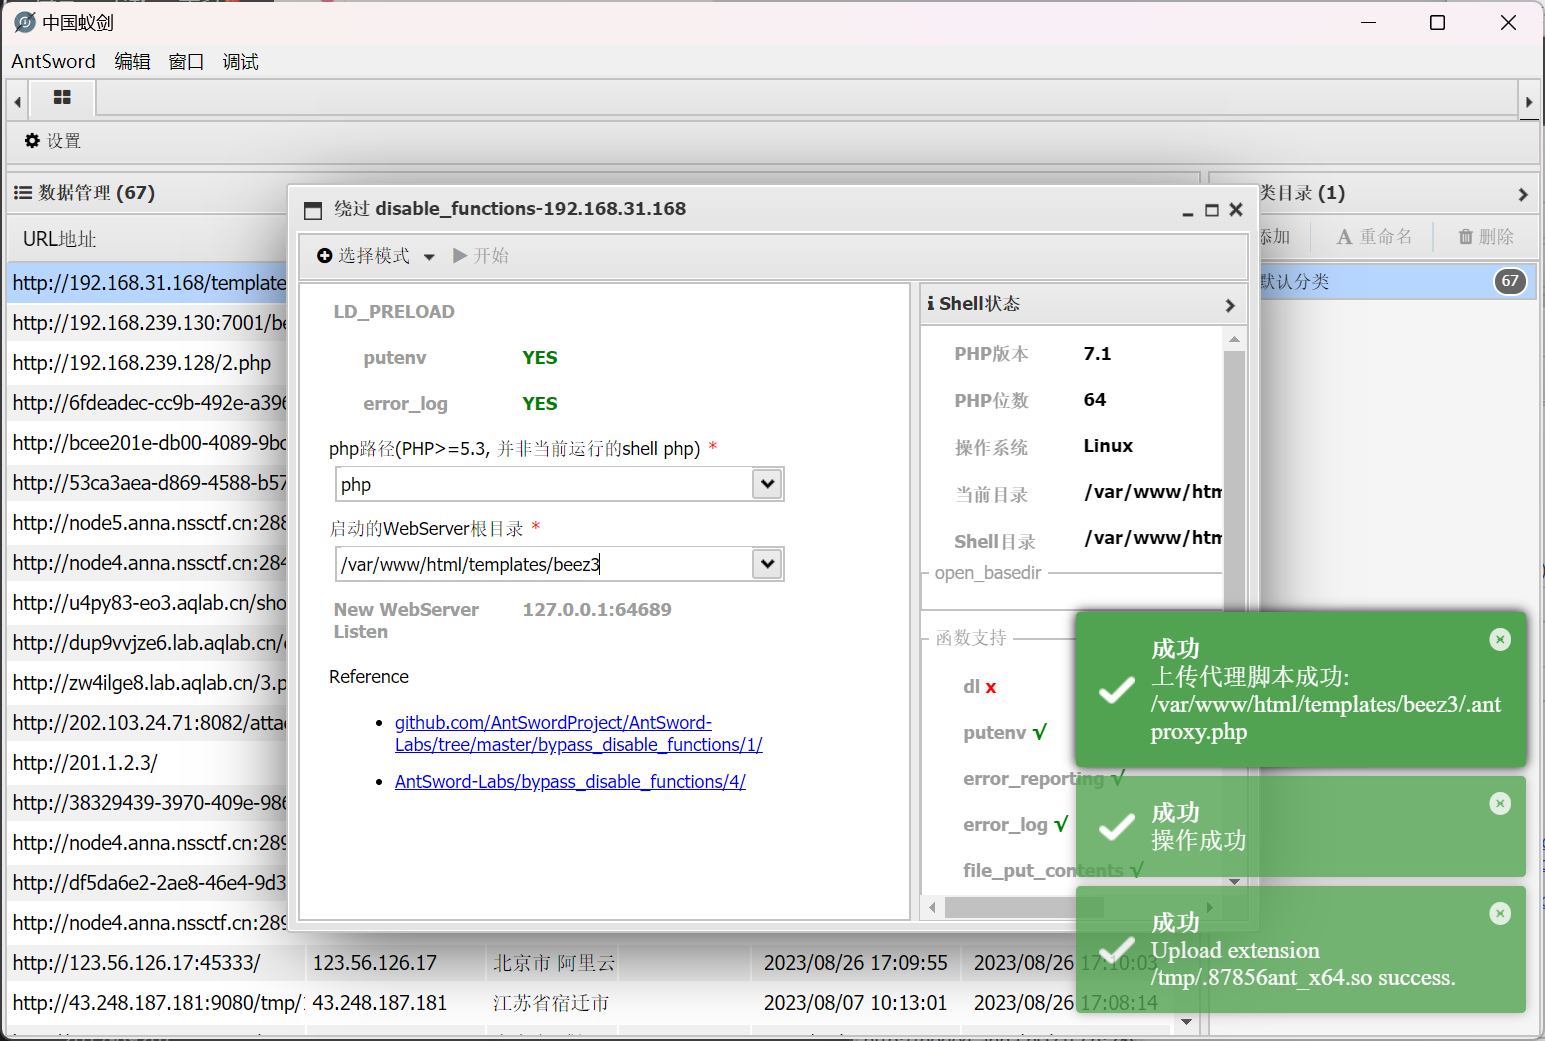 中国蚁剑
AntSword 编辑 窗口 调试
设置
数据管理 (67)
URL地址
http://192.168.31.168/template
http://192.168.239.130:7001/be
http://192.168.239.128/2.php
http://6fdeadec-cc9b-492e-a396
http://bcee201e-db00-4089-9bc
http://53ca3aea-d869-4588-b57
http://node5.anna.nssctf.cn:288
http://node4.anna.nssctf.cn:284
http://u4py83-eo3.aqlab.cn/sho
http://dup9vvjze6.lab.aqlab.cn/
http://zw4ilge8.lab.aqlab.cn/3.p
http://202.103.24.71:8082/attac
http://201.1.2.3/
http://38329439-3970-409e-986
http://node4.anna.nssctf.cn:289
http://df5da6e2-2ae8-46e4-9d3
http://node4.anna.nssctf.cn:289
http://123.56.126.17:45333/ 123.56.126.17 北京市 阿里云 2023/08/26 17:09:55 2023/08/26 17:10:03
http://43.248.187.181:9080/tmp/ 43.248.187.181 江苏省宿迁市 2023/08/07 10:13:01 2023/08/26 17:08:14
绕过 disable_functions-192.168.31.168
选择模式 开始
LD_PRELOAD
putenv YES
error_log YES
php路径(PHP>=5.3, 并非当前运行的shell php) *
php
启动的WebServer根目录 *
/var/www/html/templates/beez3
New WebServer Listen 127.0.0.1:64689
Reference
github.com/AntSwordProject/AntSword-
Labs/tree/master/bypass_disable_functions/1/
AntSword-Labs/bypass_disable_functions/4/
Shell状态
PHP版本 7.1
PHP位数 64
操作系统 Linux
当前目录 /var/www/htm
Shell目录 /var/www/htm
open_basedir
函数支持
dl x
putenv √
error_reporting √
error_log √
file_put_contents √
类目录 (1)
添加 重命名 删除
默认分类 67
成功
上传代理脚本成功:
/var/www/html/templates/beez3/.ant
proxy.php
成功
操作成功
成功
Upload extension
/tmp/.87856ant_x64.so success.